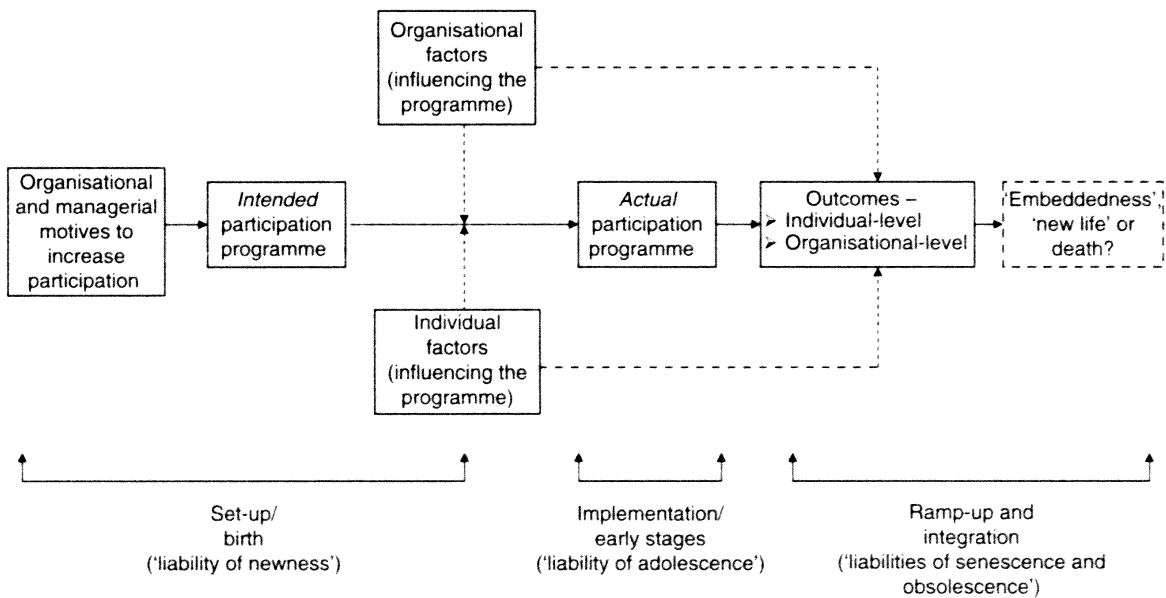 Organisational
factors
(influencing the
programme)
Organisational
and managerial
motives to
increase
participation
Intended
participation
programme
Actual
participation
programme
Outcomes –
➢ Individual-level
➢ Organisational-level
'Embeddedness',
'new life' or
death?
Individual
factors
(influencing the
programme)
Set-up/
birth
('liability of newness')
Implementation/
early stages
('liability of adolescence')
Ramp-up and
integration
('liabilities of senescence and
obsolescence')